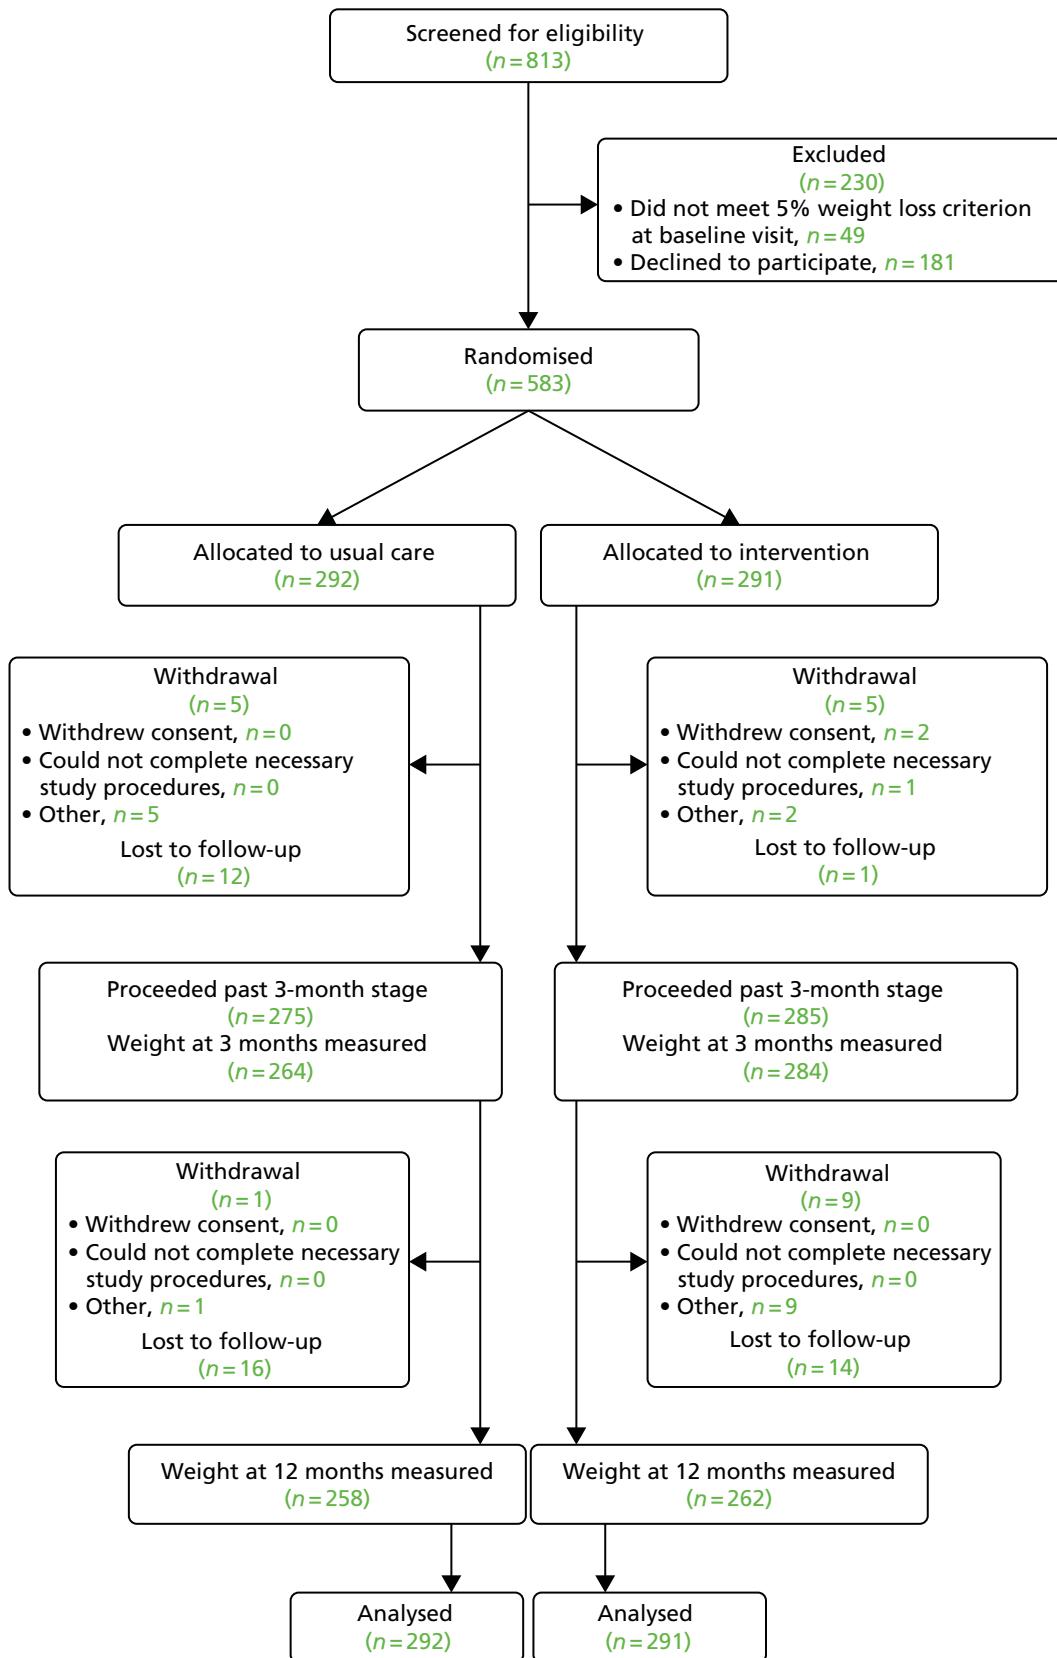 Screened for eligibility
(n=813)
Excluded
(n=230)
• Did not meet 5% weight loss criterion
at baseline visit, n=49
• Declined to participate, n=181
Randomised
(n=583)
Allocated to usual care
(n=292)
Allocated to intervention
(n=291)
Withdrawal
(n=5)
• Withdrew consent, n=0
• Could not complete necessary
study procedures, n=0
• Other, n=5
Lost to follow-up
(n=12)
Withdrawal
(n=5)
• Withdrew consent, n=2
• Could not complete necessary
study procedures, n=1
• Other, n=2
Lost to follow-up
(n=1)
Proceeded past 3-month stage
(n=275)
Weight at 3 months measured
(n=264)
Proceeded past 3-month stage
(n=285)
Weight at 3 months measured
(n=284)
Withdrawal
(n=1)
• Withdrew consent, n=0
• Could not complete necessary
study procedures, n=0
• Other, n=1
Lost to follow-up
(n=16)
Withdrawal
(n=9)
• Withdrew consent, n=0
• Could not complete necessary
study procedures, n=0
• Other, n=9
Lost to follow-up
(n=14)
Weight at 12 months measured
(n=258)
Weight at 12 months measured
(n=262)
Analysed
(n=292)
Analysed
(n=291)